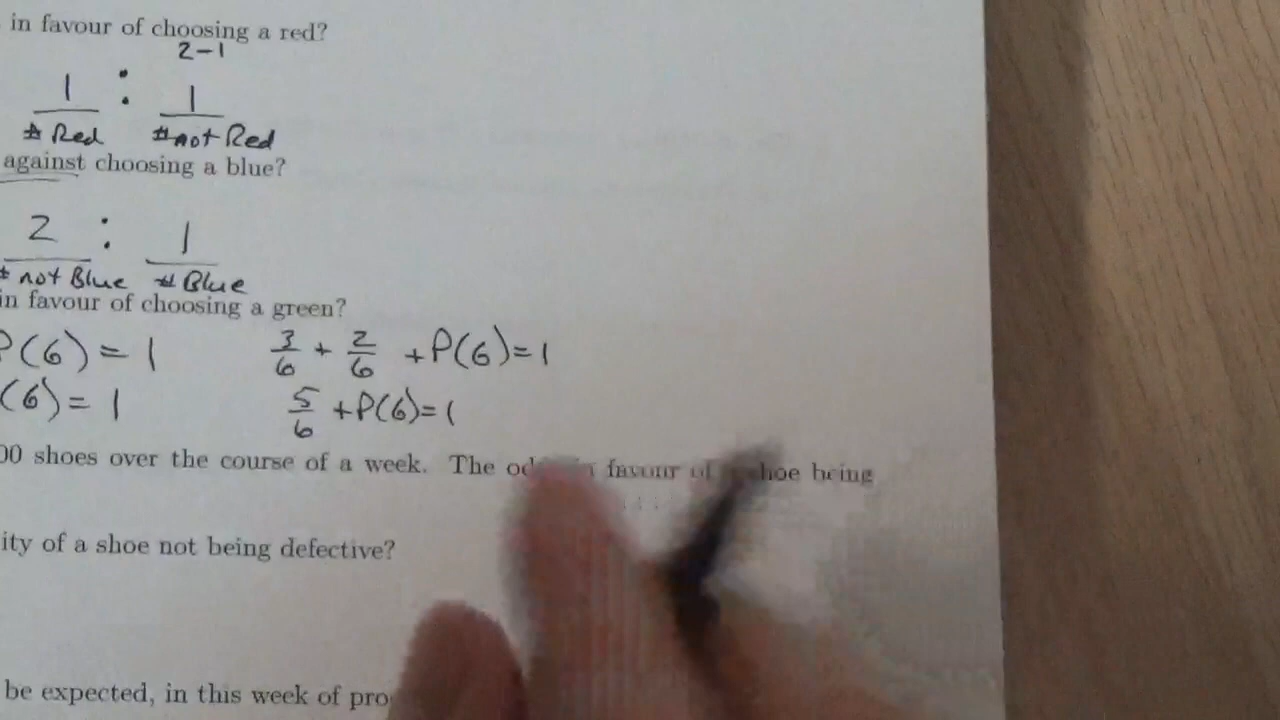 in favour of choosing a red?
2-1
1 : 1
# Red # not Red
against choosing a blue?
2 : 1
# not Blue # Blue
in favour of choosing a green?
P(6) = 1 3/6 + 2/6 + P(6) = 1
(6) = 1 5/6 + P(6) = 1
00 shoes over the course of a week. The favour of shoe being
ity of a shoe not being defective?
be expected, in this week of pro